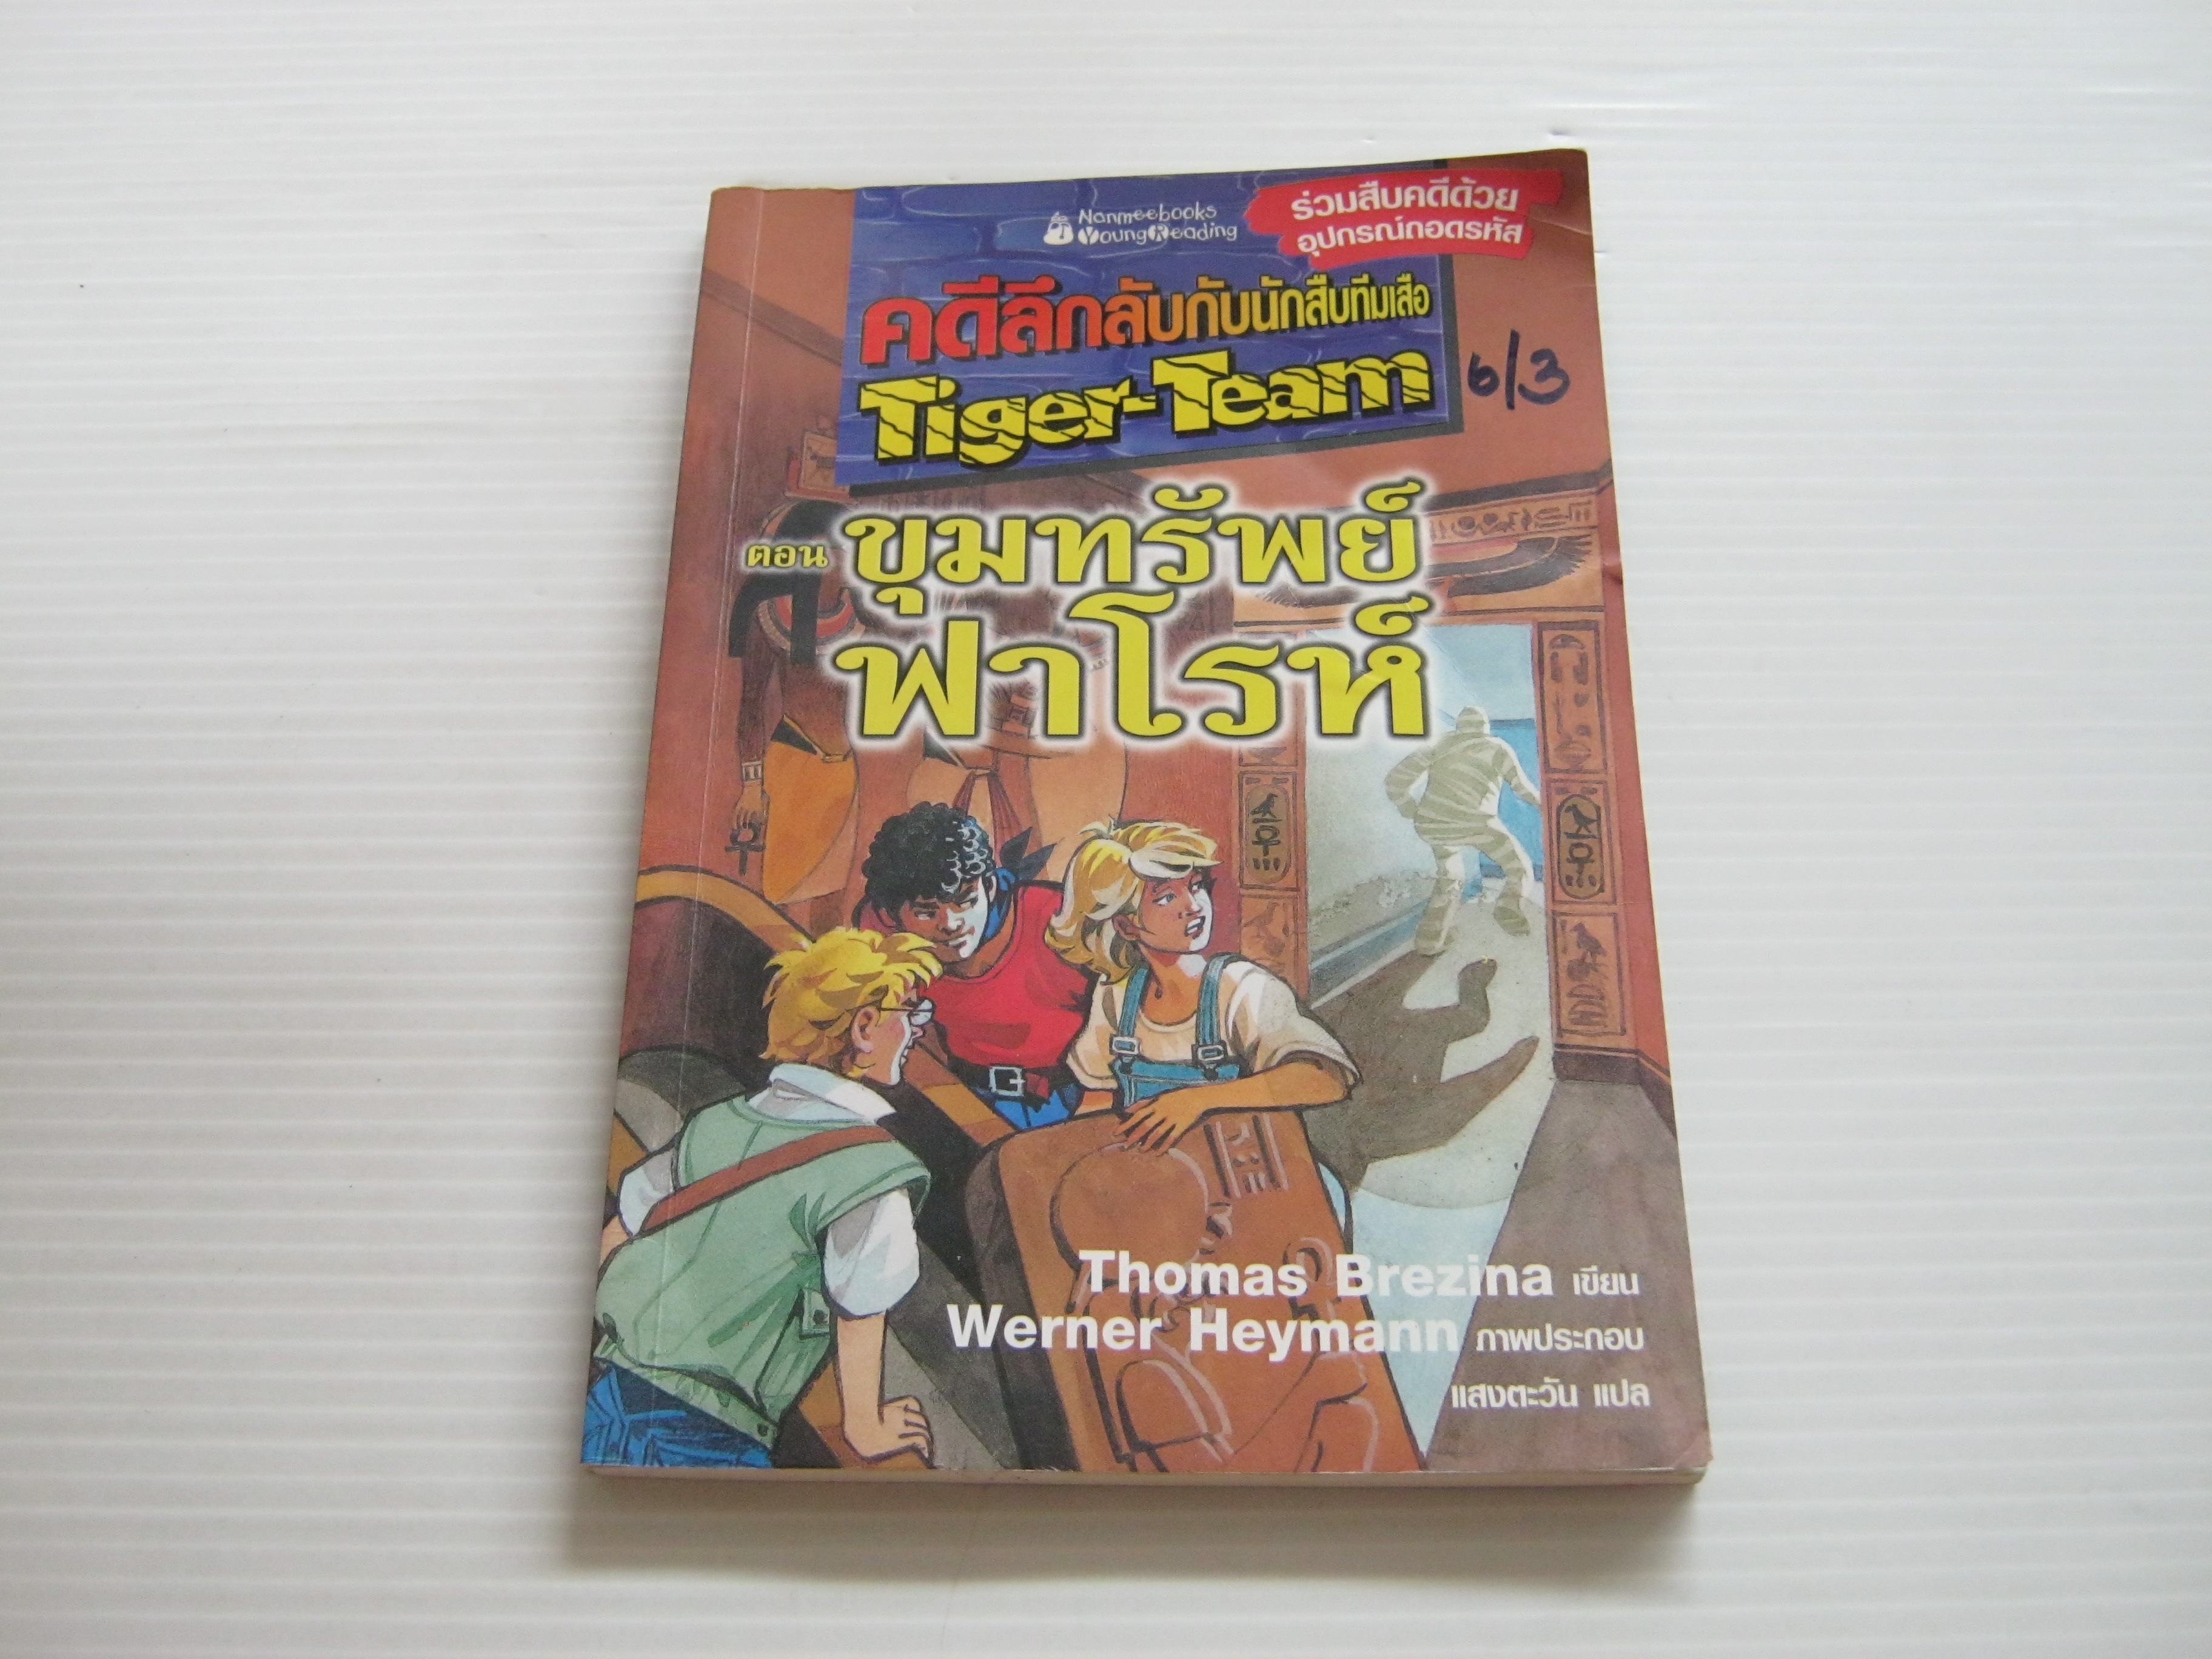 Nanmeebooks
YoungReading
ร่วมสืบคดีด้วย
อุปกรณ์ถอดรหัส
คดีลึกลับกับนักสืบทีมเสือ
Tiger-Team
6/3
ตอน ขุมทรัพย์
ฟาโรห์
Thomas Brezina เขียน
Werner Heymann ภาพประกอบ
แสงตะวัน แปล